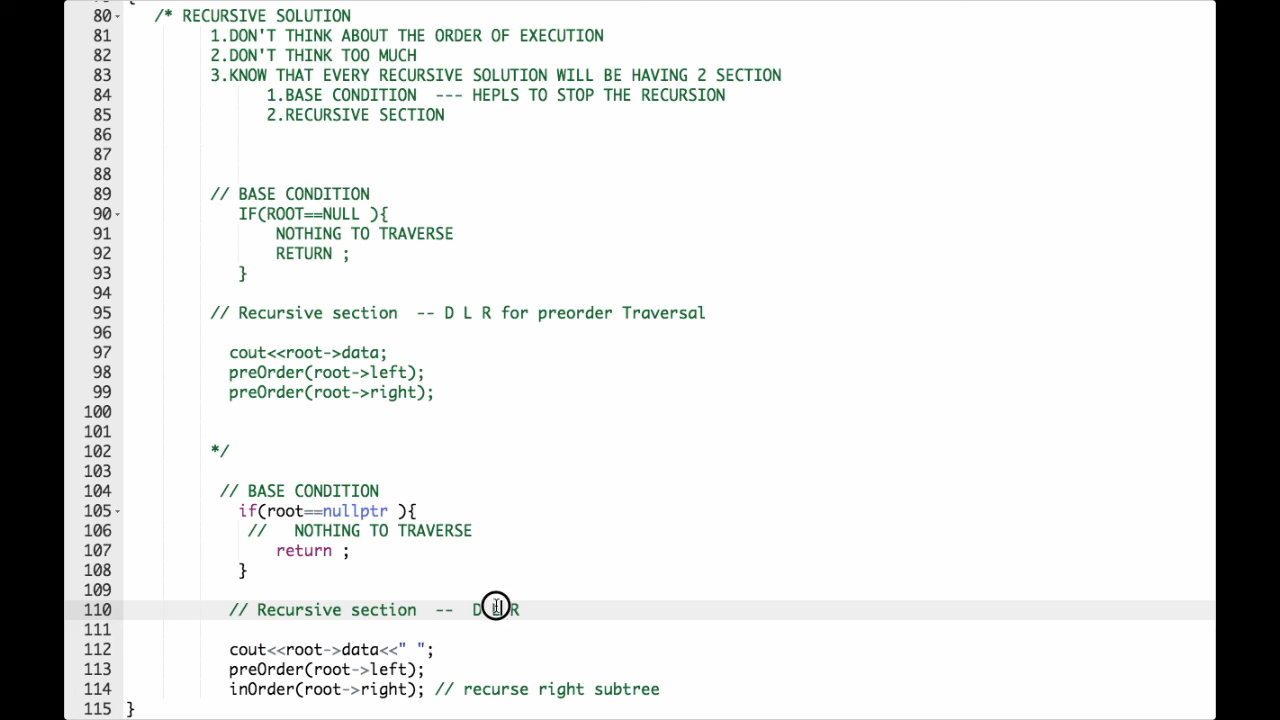 80 /* RECURSIVE SOLUTION
81 1.DON'T THINK ABOUT THE ORDER OF EXECUTION
82 2.DON'T THINK TOO MUCH
83 3.KNOW THAT EVERY RECURSIVE SOLUTION WILL BE HAVING 2 SECTION
84 1.BASE CONDITION --- HEPLS TO STOP THE RECURSION
85 2.RECURSIVE SECTION
86
87
88
89 // BASE CONDITION
90 IF(ROOT==NULL ){
91 NOTHING TO TRAVERSE
92 RETURN ;
93 }
94
95 // Recursive section -- D L R for preorder Traversal
96
97 cout<<root->data;
98 preOrder(root->left);
99 preOrder(root->right);
100
101
102 */
103
104 // BASE CONDITION
105 if(root==nullptr ){
106 // NOTHING TO TRAVERSE
107 return ;
108 }
109
110 // Recursive section -- D L R
111
112 cout<<root->data<<" ";
113 preOrder(root->left);
114 inOrder(root->right); // recurse right subtree
115 }